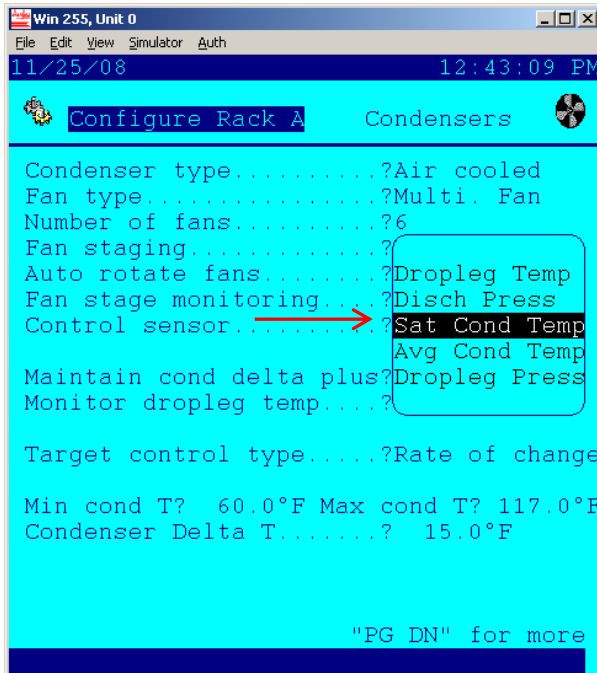 Win 255, Unit 0
File Edit View Simulator Auth
11/25/08 12:43:09 PM
Configure Rack A Condensers
Condenser type..........?Air cooled
Fan type................?Multi. Fan
Number of fans..........?6
Fan staging.............?
Auto rotate fans........?Dropleg Temp
Fan stage monitoring....?Disch Press
Control sensor..........?Sat Cond Temp
Avg Cond Temp
Maintain cond delta plus?Dropleg Press
Monitor dropleg temp....?
Target control type.....?Rate of change
Min cond T? 60.0°F Max cond T? 117.0°F
Condenser Delta T.......? 15.0°F
"PG DN" for more